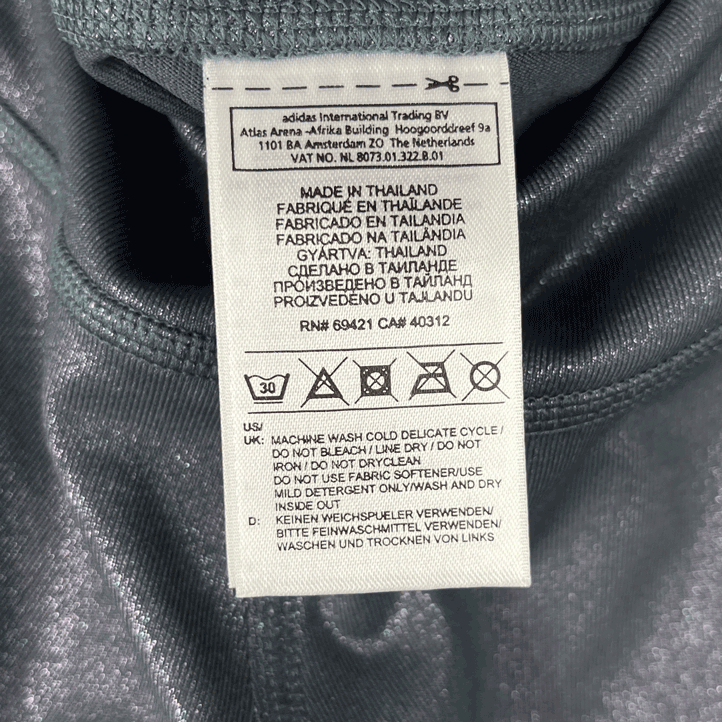 adidas International Trading BV
Atlas Arena -Afrika Building Hoogoorddreef 9a
1101 BA Amsterdam ZO The Netherlands
VAT NO. NL 8073.01.322.B.01
MADE IN THAILAND
FABRIQUÉ EN THAÏLANDE
FABRICADO EN TAILANDIA
FABRICADO NA TAILÂNDIA
GYÁRTVA: THAILAND
СДЕЛАНО В ТАИЛАНДЕ
ПРОИЗВЕДЕНО В ТАЙЛАНД
PROIZVEDENO U TAJLANDU
RN# 69421 CA# 40312
30
US/
UK: MACHINE WASH COLD DELICATE CYCLE /
DO NOT BLEACH / LINE DRY / DO NOT
IRON / DO NOT DRYCLEAN
DO NOT USE FABRIC SOFTENER/USE
MILD DETERGENT ONLY/WASH AND DRY
INSIDE OUT
D: KEINEN WEICHSPUELER VERWENDEN/
BITTE FEINWASCHMITTEL VERWENDEN/
WASCHEN UND TROCKNEN VON LINKS